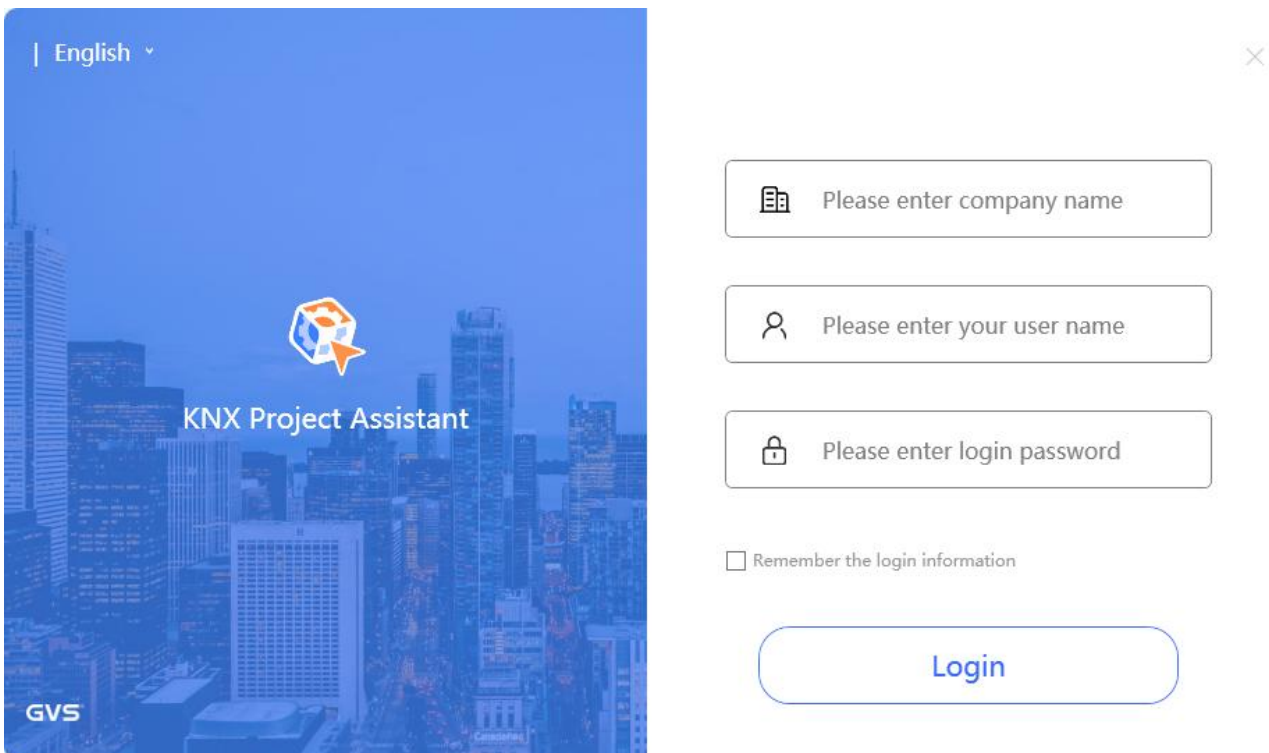 | English
KNX Project Assistant
GVS
Please enter company name
Please enter your user name
Please enter login password
Remember the login information
Login